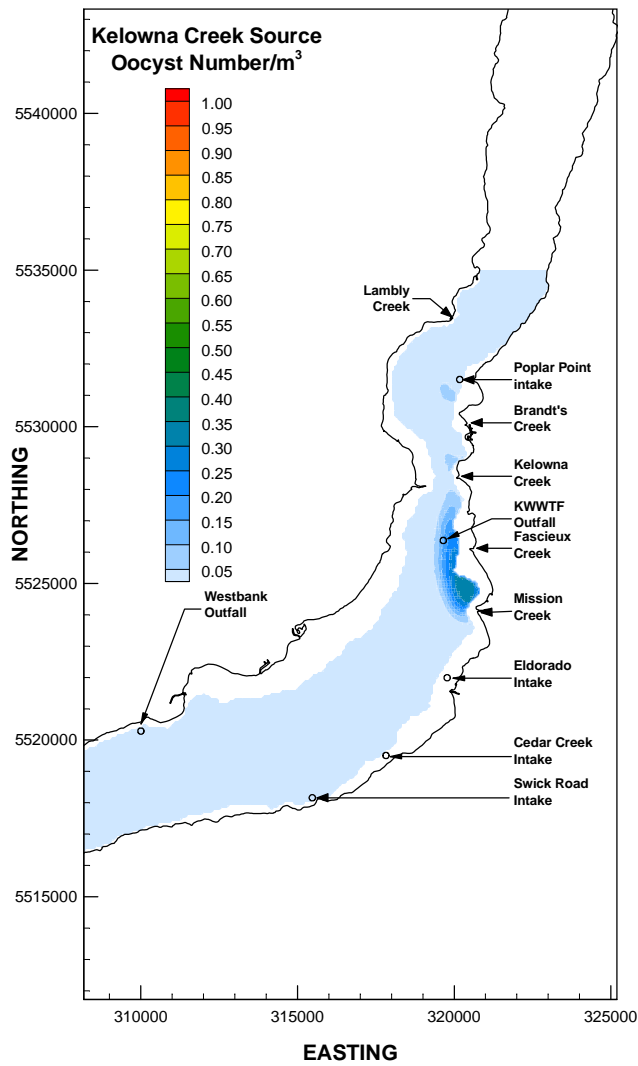 Kelowna Creek Source
Oocyst Number/m³
1.00
0.95
0.90
0.85
0.80
0.75
0.70
0.65
0.60
0.55
0.50
0.45
0.40
0.35
0.30
0.25
0.20
0.15
0.10
0.05
5540000
5535000
5530000
5525000
5520000
5515000
NORTHING
Lambly
Creek
Poplar Point
intake
Brandt's
Creek
Kelowna
Creek
KWWTF
Outfall
Fascieux
Creek
Mission
Creek
Westbank
Outfall
Eldorado
Intake
Cedar Creek
Intake
Swick Road
Intake
310000
315000
320000
325000
EASTING